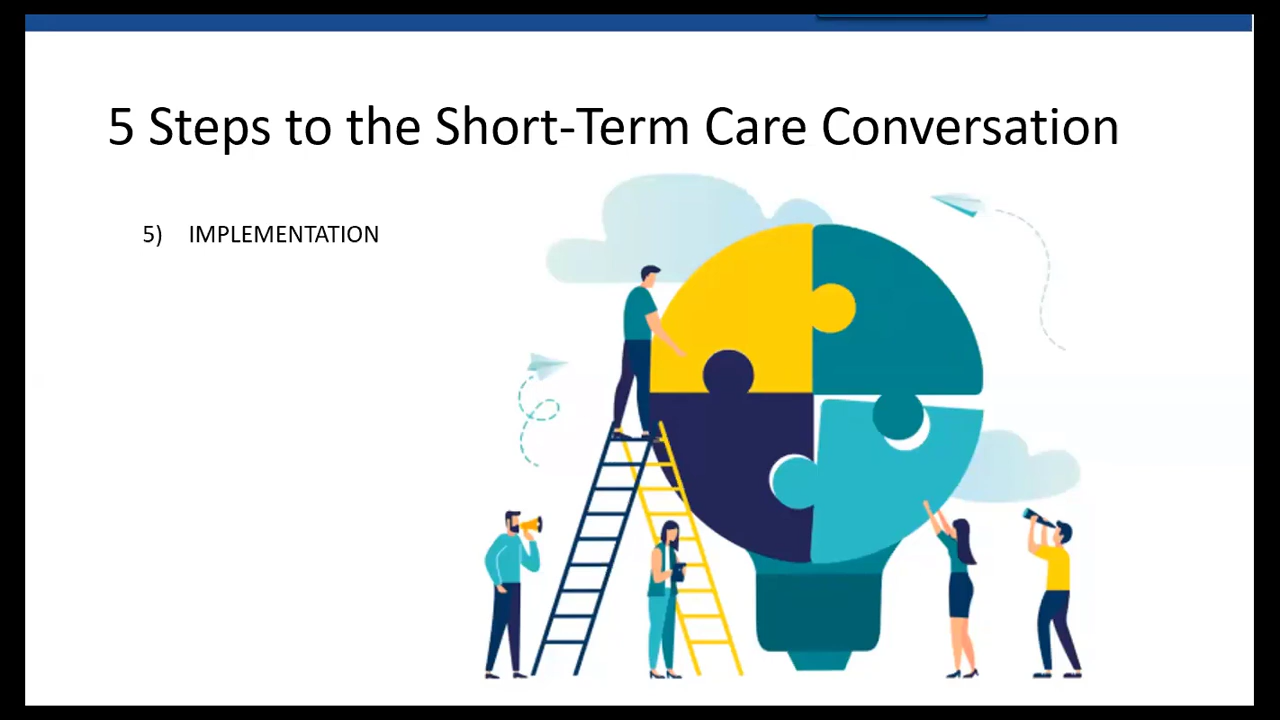 5 Steps to the Short-Term Care Conversation
5) IMPLEMENTATION